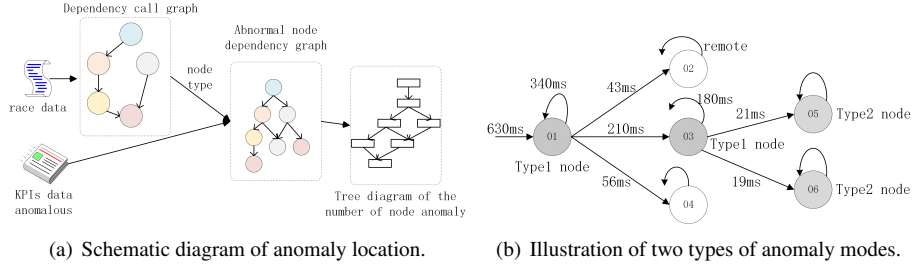 Dependency call graph
race data
KPIs data
anomalous
node
type
Abnormal node
dependency graph
Tree diagram of the
number of node anomaly
(a) Schematic diagram of anomaly location.
630ms
340ms
01
Type1 node
43ms
210ms
56ms
remote
02
180ms
03
Type1 node
04
21ms
19ms
05
Type2 node
06
Type2 node
(b) Illustration of two types of anomaly modes.